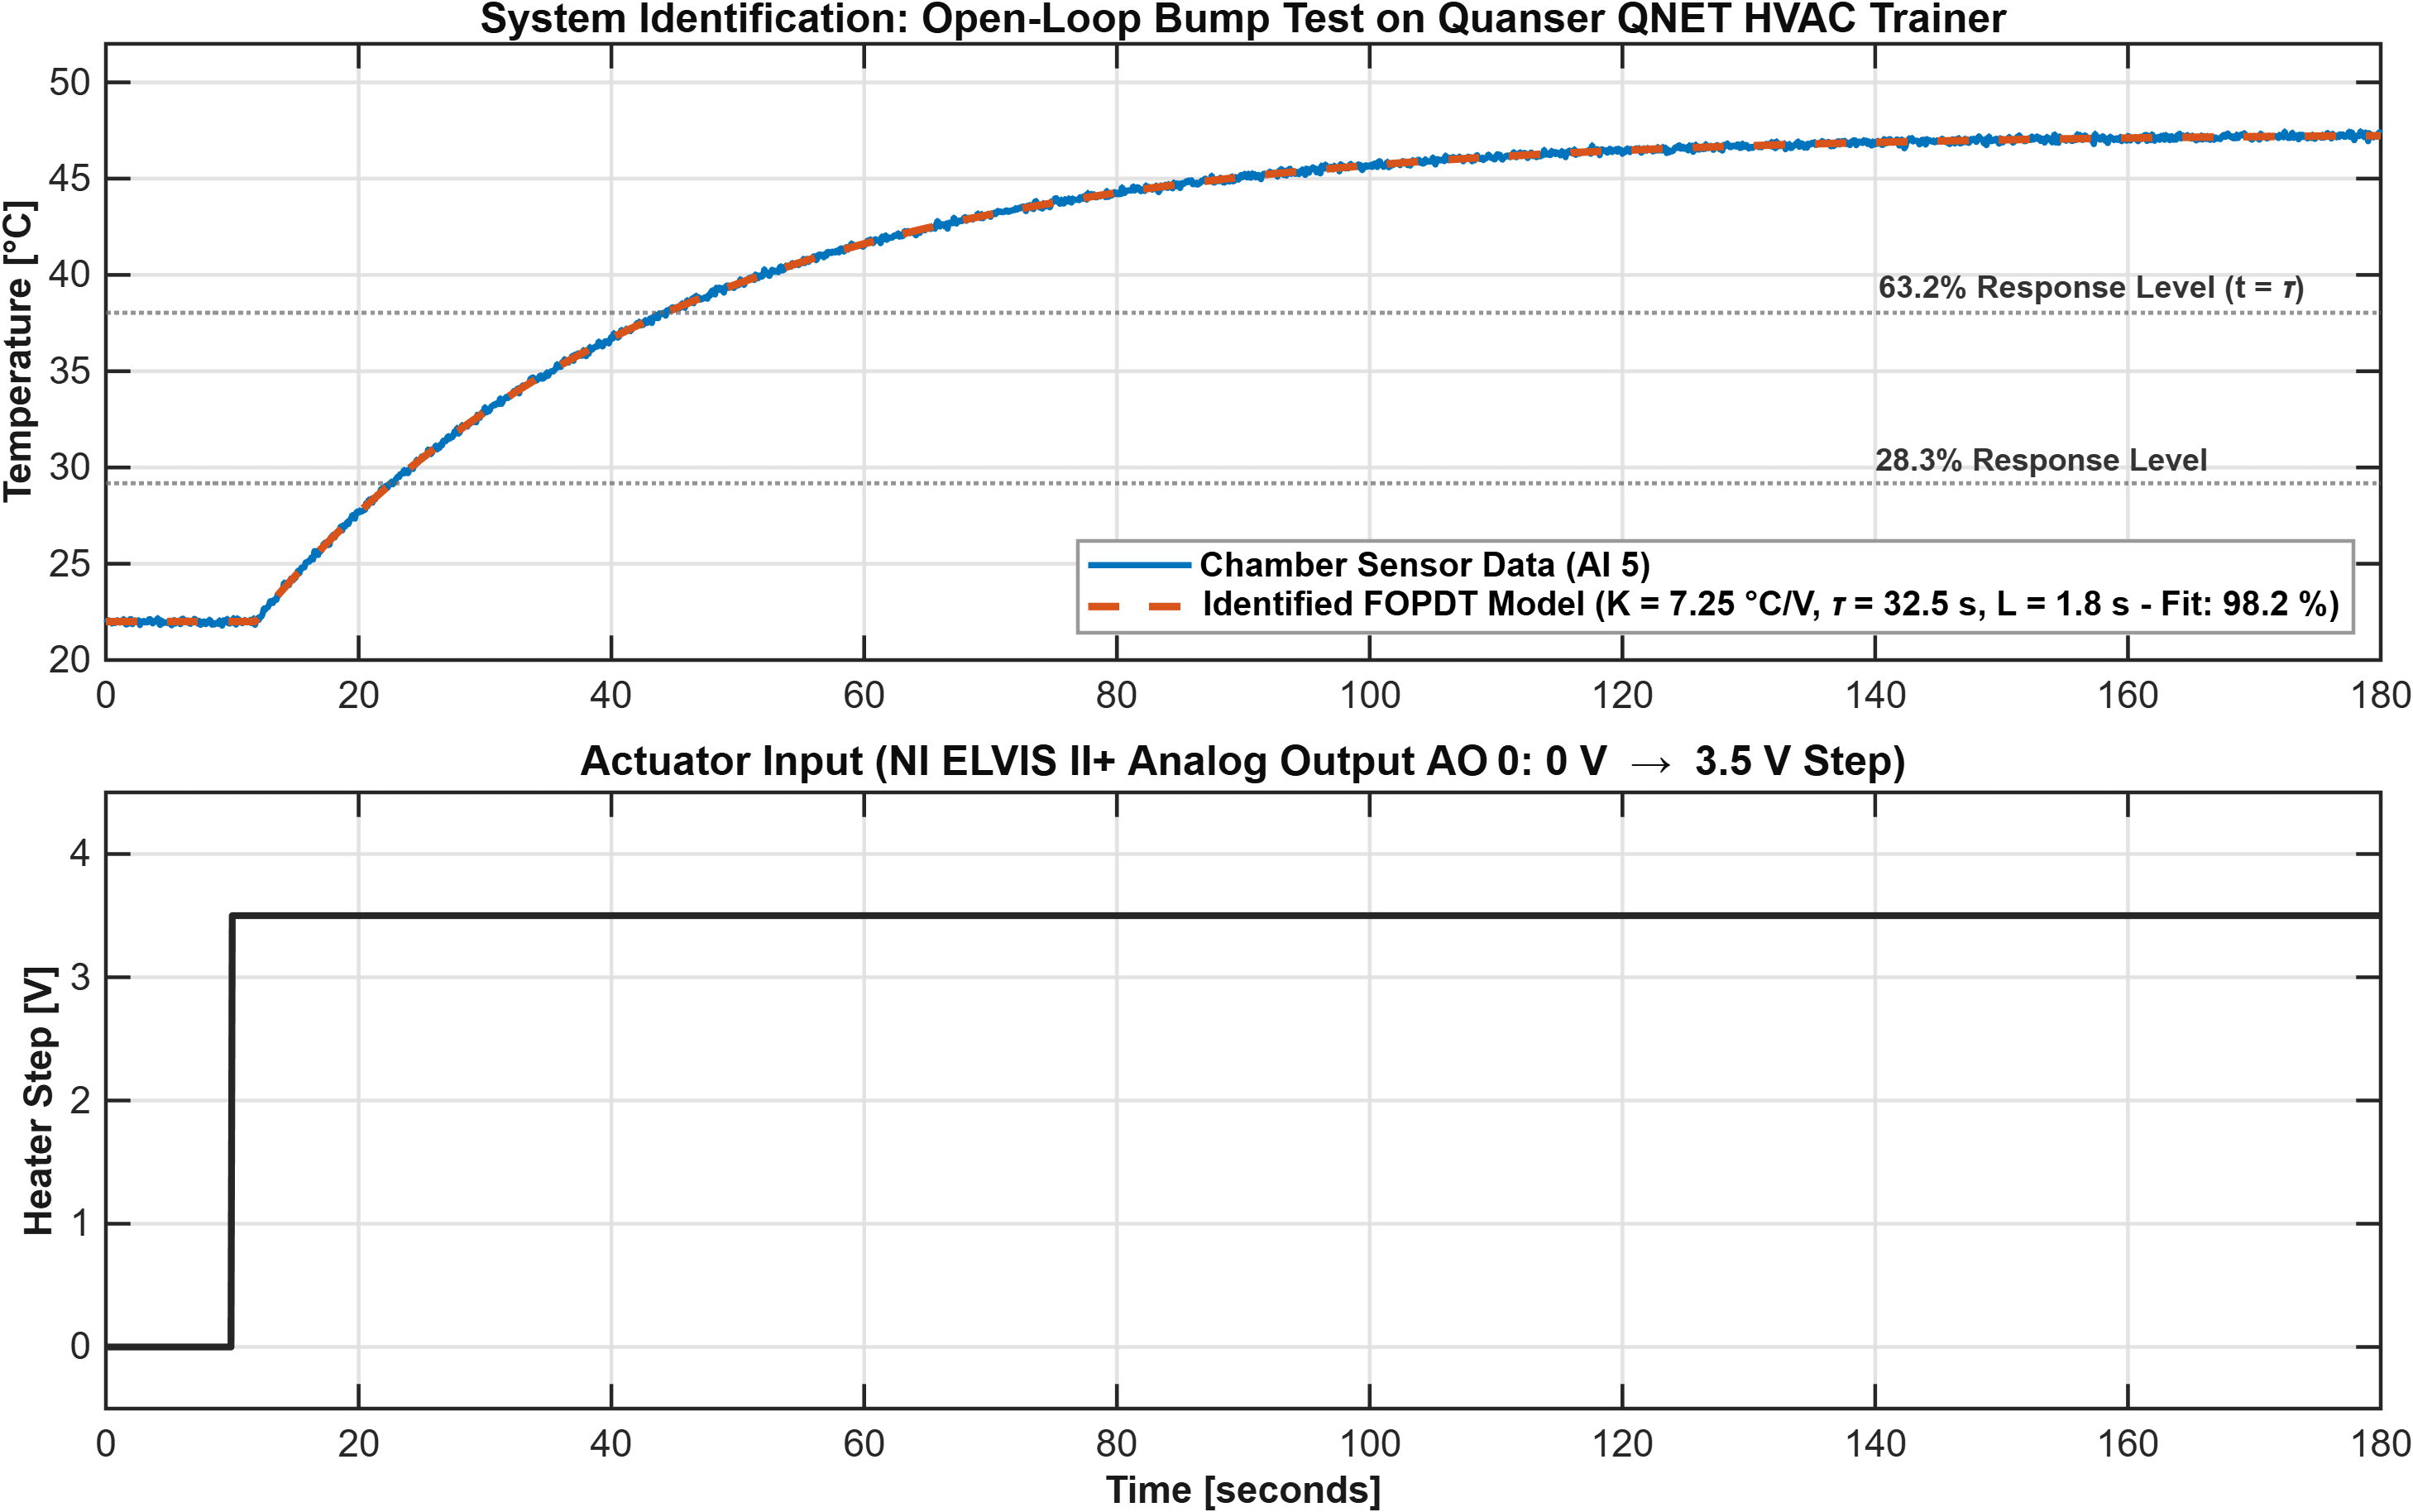 System Identification: Open-Loop Bump Test on Quanser QNET HVAC Trainer
Temperature [°C]
50
45
40
35
30
25
20
63.2% Response Level (t = τ)
28.3% Response Level
Chamber Sensor Data (AI 5)
Identified FOPDT Model (K = 7.25 °C/V, τ = 32.5 s, L = 1.8 s - Fit: 98.2 %)
0 20 40 60 80 100 120 140 160 180
Actuator Input (NI ELVIS II+ Analog Output AO 0: 0 V → 3.5 V Step)
Heater Step [V]
4
3
2
1
0
0 20 40 60 80 100 120 140 160 180
Time [seconds]